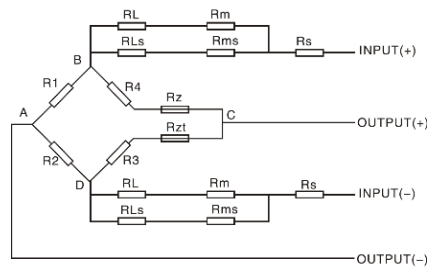 RL Rm
RLs Rms Rs INPUT(+)
B
R1 R4 Rz
A C OUTPUT(+)
Rzt
R2 R3
D RL Rm Rs INPUT(−)
RLs Rms
OUTPUT(−)